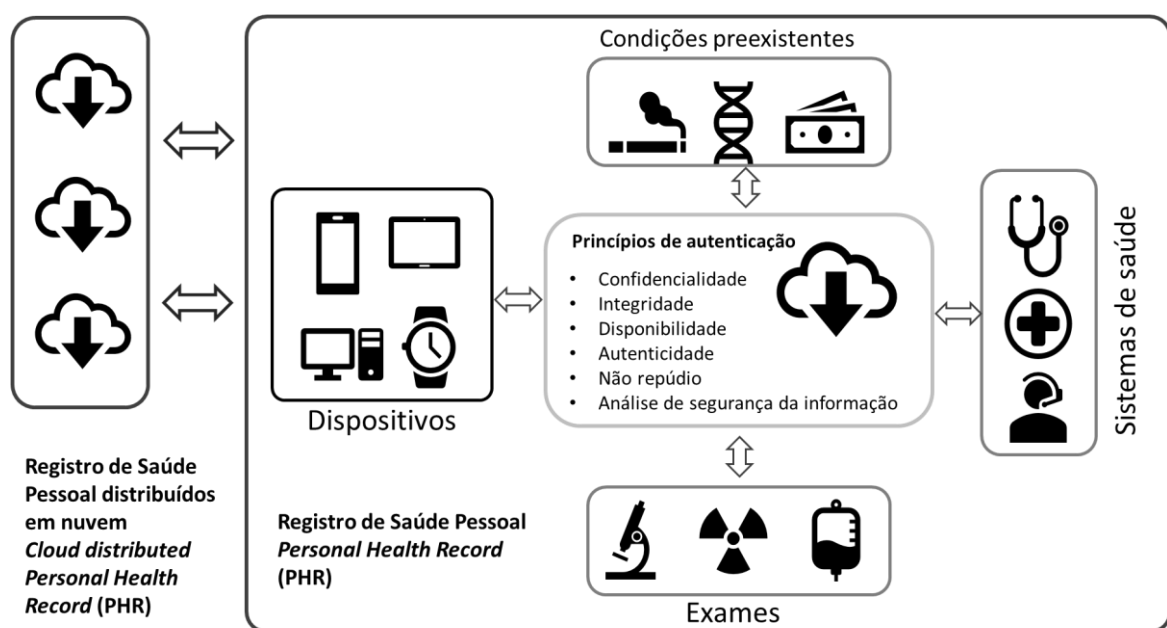 Condições preexistentes
Princípios de autenticação
• Confidencialidade
• Integridade
• Disponibilidade
• Autenticidade
• Não repúdio
• Análise de segurança da informação
Dispositivos
Sistemas de saúde
Registro de Saúde
Pessoal distribuídos
em nuvem
Cloud distributed
Personal Health
Record (PHR)
Registro de Saúde Pessoal
Personal Health Record
(PHR)
Exames